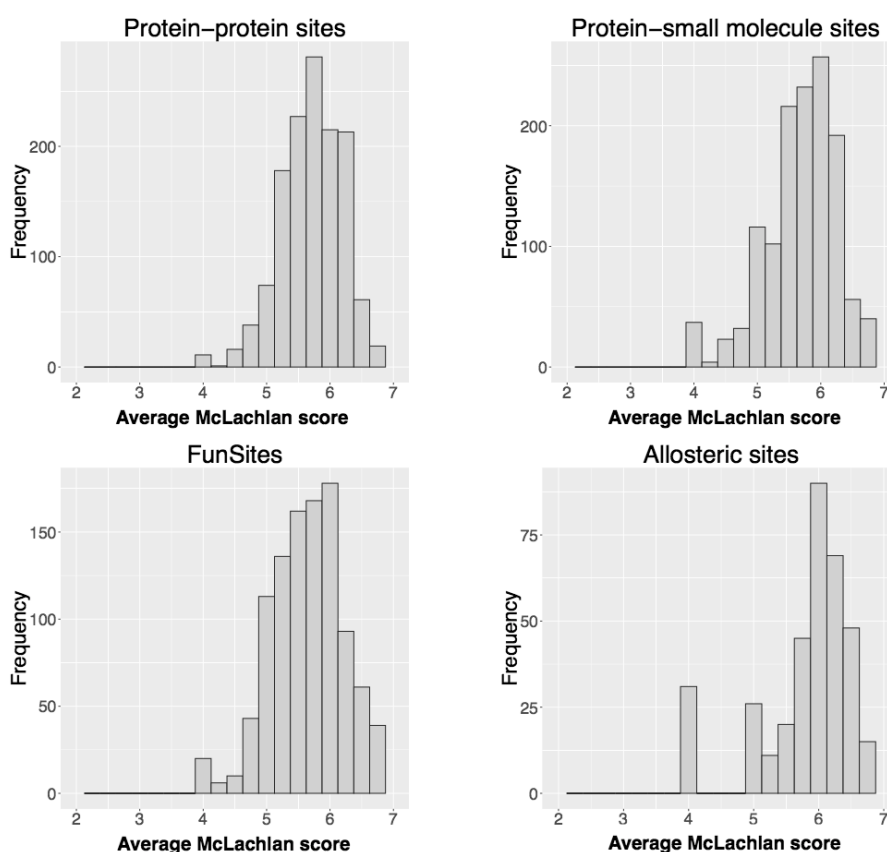 Protein–protein sites
Frequency
200
100
0
2 3 4 5 6 7
Average McLachlan score
Protein–small molecule sites
Frequency
200
100
0
2 3 4 5 6 7
Average McLachlan score
FunSites
Frequency
150
100
50
0
2 3 4 5 6 7
Average McLachlan score
Allosteric sites
Frequency
75
50
25
0
2 3 4 5 6 7
Average McLachlan score